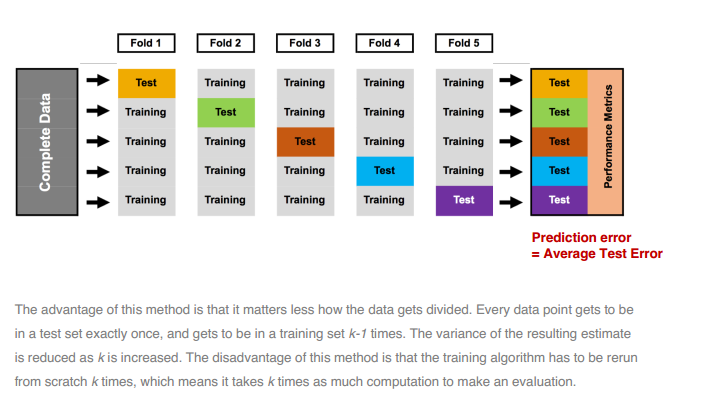 Fold 1 Fold 2 Fold 3 Fold 4 Fold 5
Complete Data
Test Training Training Training Training Test
Training Test Training Training Training Test
Training Training Test Training Training Test
Training Training Training Test Training Test
Training Training Training Training Test Test
Performance Metrics
Prediction error
= Average Test Error
The advantage of this method is that it matters less how the data gets divided. Every data point gets to be
in a test set exactly once, and gets to be in a training set k-1 times. The variance of the resulting estimate
is reduced as k is increased. The disadvantage of this method is that the training algorithm has to be rerun
from scratch k times, which means it takes k times as much computation to make an evaluation.